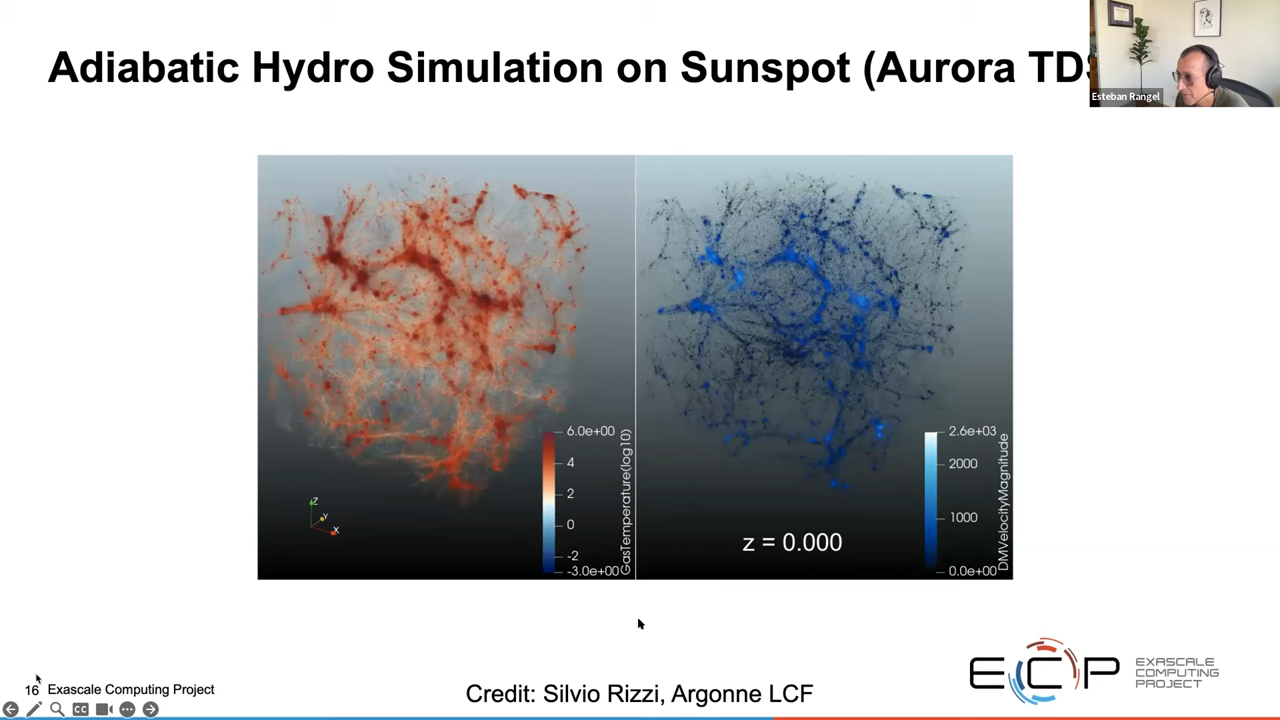 Adiabatic Hydro Simulation on Sunspot (Aurora TDS
Esteban Rangel
6.0e+00
4
2
0
-2
-3.0e+00
GasTemperature(log10)
Z
Y
X
2.6e+03
2000
1000
0.0e+00
DMVelocityMagnitude
z = 0.000
16 Exascale Computing Project
Credit: Silvio Rizzi, Argonne LCF
ECP
EXASCALE
COMPUTING
PROJECT
CC